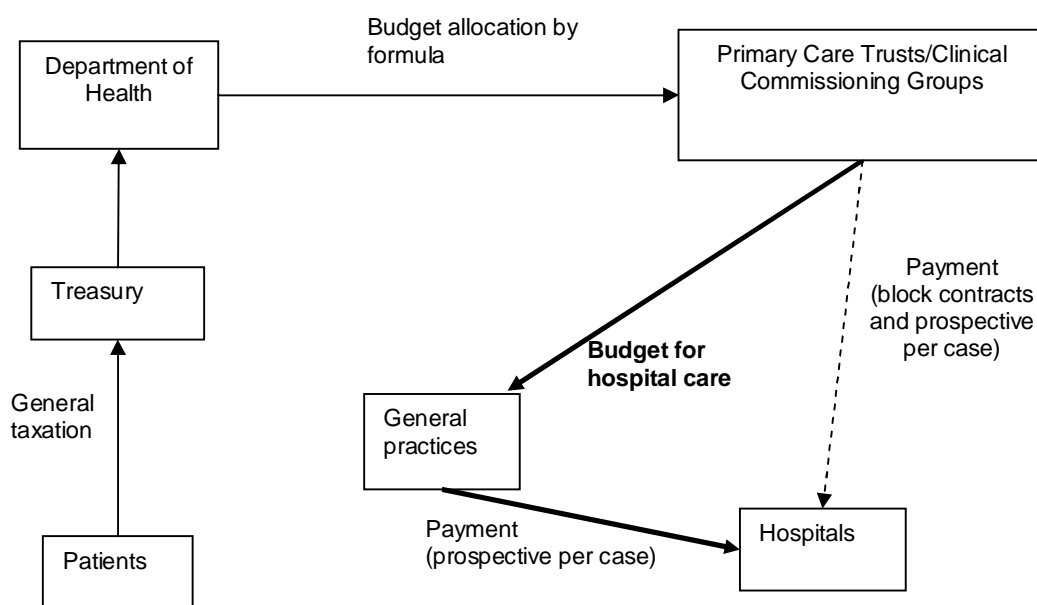 Budget allocation by
formula
Department of
Health
Primary Care Trusts/Clinical
Commissioning Groups
Treasury
Payment
(block contracts
and prospective
per case)
Budget for
hospital care
General
taxation
General
practices
Payment
(prospective per case)
Hospitals
Patients